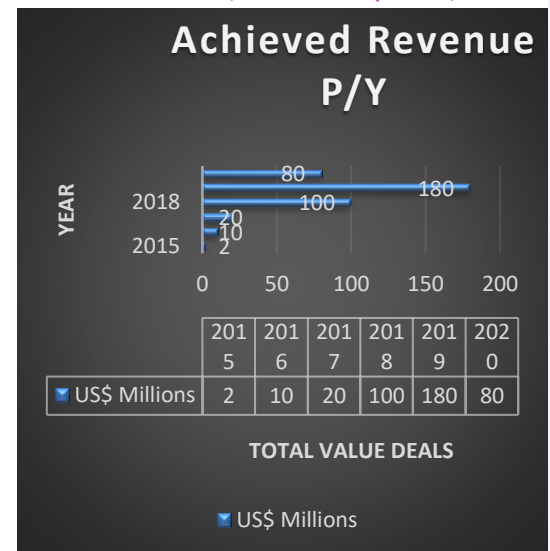 Achieved Revenue
P/Y
YEAR
80
180
2018
100
20
10
2015
2
0 50 100 150 200
201 201 201 201 201 202
5 6 7 8 9 0
US$ Millions 2 10 20 100 180 80
TOTAL VALUE DEALS
US$ Millions